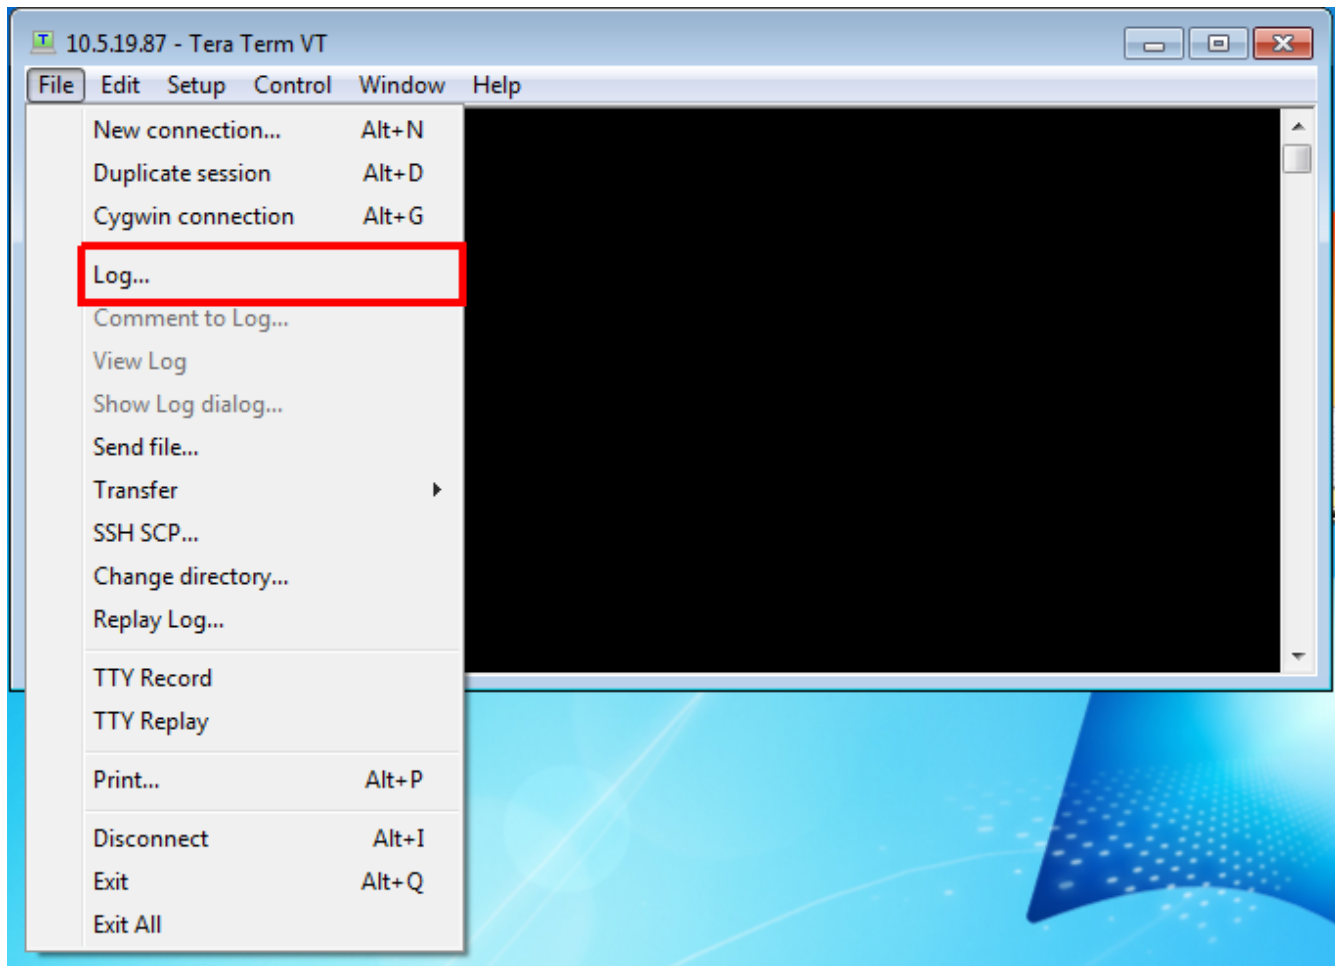 10.5.19.87 - Tera Term VT
File Edit Setup Control Window Help
New connection... Alt+N
Duplicate session Alt+D
Cygwin connection Alt+G
Log...
Comment to Log...
View Log
Show Log dialog...
Send file...
Transfer
SSH SCP...
Change directory...
Replay Log...
TTY Record
TTY Replay
Print... Alt+P
Disconnect Alt+I
Exit Alt+Q
Exit All